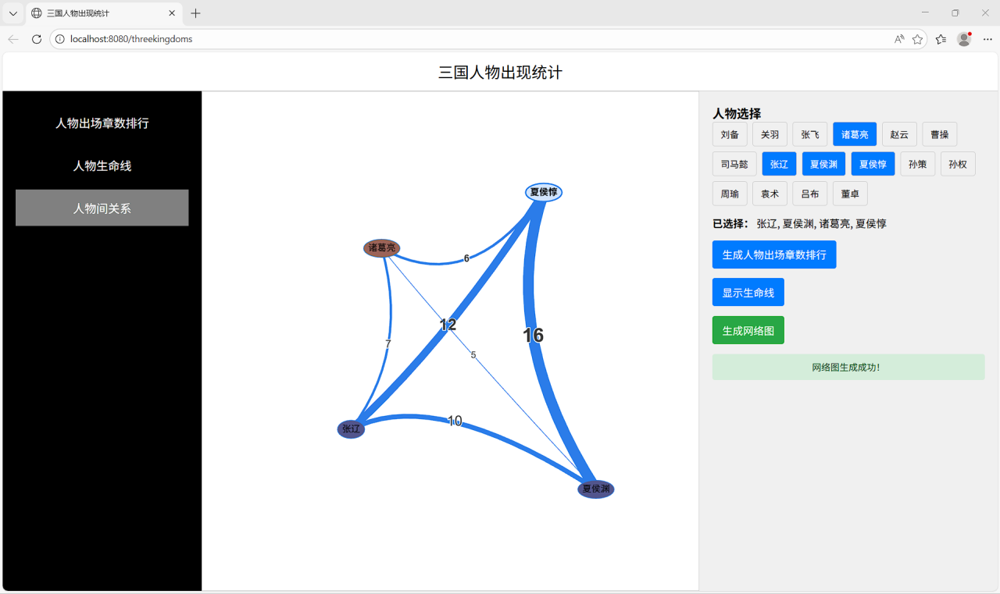 三国人物出现统计
localhost:8080/threekingdoms
三国人物出现统计
人物出场章数排行
人物生命线
人物间关系
夏侯惇
诸葛亮
6
12
16
7
5
10
张辽
夏侯渊
人物选择
刘备 关羽 张飞 诸葛亮 赵云 曹操
司马懿 张辽 夏侯渊 夏侯惇 孙策 孙权
周瑜 袁术 吕布 董卓
已选择： 张辽, 夏侯渊, 诸葛亮, 夏侯惇
生成人物出场章数排行
显示生命线
生成网络图
网络图生成成功！